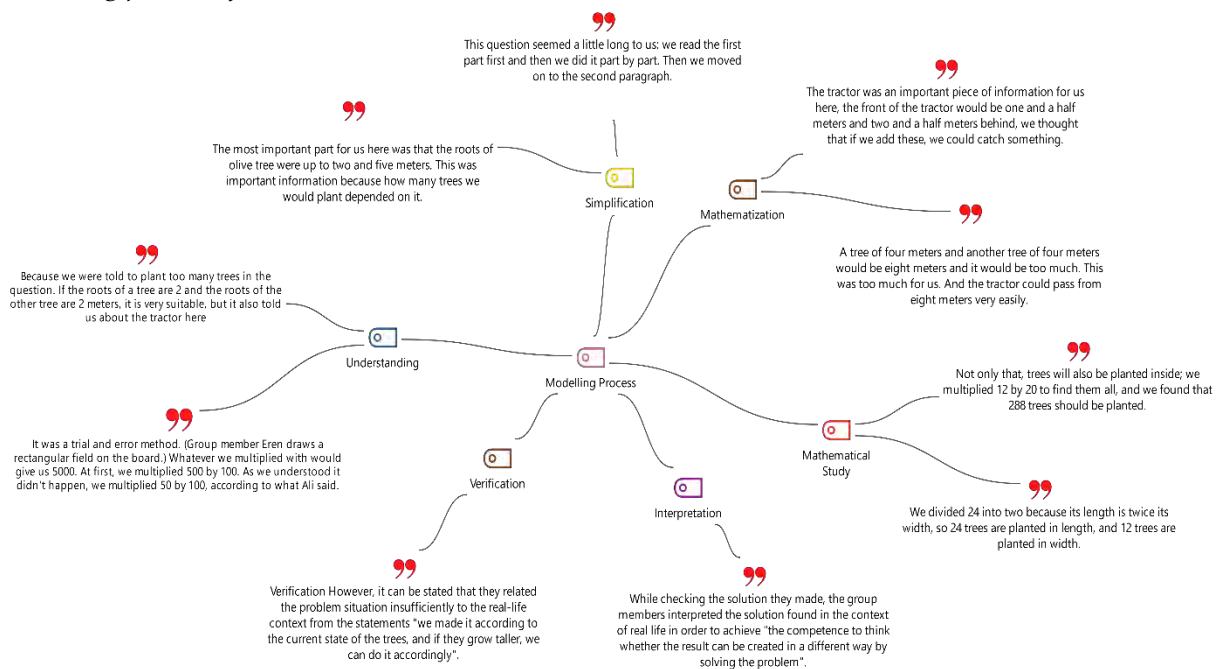 This question seemed a little long to us: we read the first
part first and then we did it part by part. Then we moved
on to the second paragraph.
The tractor was an important piece of information for us
here, the front of the tractor would be one and a half
meters and two and a half meters behind, we thought
that if we add these, we could catch something.
The most important part for us here was that the roots of
olive tree were up to two and five meters. This was
important information because how many trees we
would plant depended on it.
Simplification
Mathematization
A tree of four meters and another tree of four meters
would be eight meters and it would be too much. This
was too much for us. And the tractor could pass from
eight meters very easily.
Because we were told to plant too many trees in the
question. If the roots of a tree are 2 and the roots of the
other tree are 2 meters, it is very suitable, but it also told
us about the tractor here
Understanding
Modelling Process
Not only that, trees will also be planted inside; we
multiplied 12 by 20 to find them all, and we found that
288 trees should be planted.
It was a trial and error method. (Group member Eren draws a
rectangular field on the board.) Whatever we multiplied with would
give us 5000. At first, we multiplied 500 by 100. As we understood it
didn't happen, we multiplied 50 by 100, according to what Ali said.
Verification
Interpretation
Mathematical
Study
We divided 24 into two because its length is twice its
width, so 24 trees are planted in length, and 12 trees are
planted in width.
Verification However, it can be stated that they related
the problem situation insufficiently to the real-life
context from the statements "we made it according to
the current state of the trees, and if they grow taller, we
can do it accordingly".
While checking the solution they made, the group
members interpreted the solution found in the context
of real life in order to achieve "the competence to think
whether the result can be created in a different way by
solving the problem".